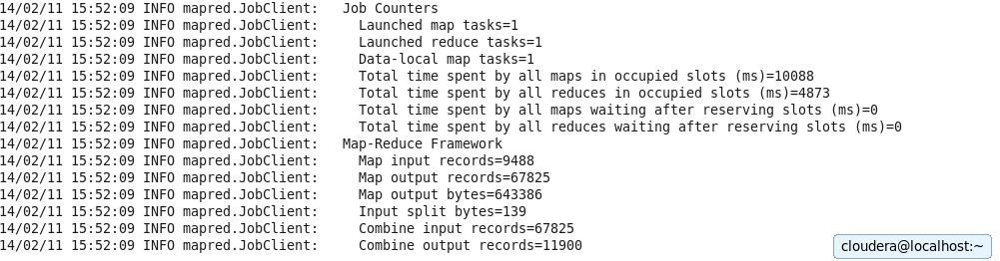 14/02/11 15:52:09 INFO mapred.JobClient:   Job Counters
14/02/11 15:52:09 INFO mapred.JobClient:     Launched map tasks=1
14/02/11 15:52:09 INFO mapred.JobClient:     Launched reduce tasks=1
14/02/11 15:52:09 INFO mapred.JobClient:     Data-local map tasks=1
14/02/11 15:52:09 INFO mapred.JobClient:     Total time spent by all maps in occupied slots (ms)=10088
14/02/11 15:52:09 INFO mapred.JobClient:     Total time spent by all reduces in occupied slots (ms)=4873
14/02/11 15:52:09 INFO mapred.JobClient:     Total time spent by all maps waiting after reserving slots (ms)=0
14/02/11 15:52:09 INFO mapred.JobClient:     Total time spent by all reduces waiting after reserving slots (ms)=0
14/02/11 15:52:09 INFO mapred.JobClient:   Map-Reduce Framework
14/02/11 15:52:09 INFO mapred.JobClient:     Map input records=9488
14/02/11 15:52:09 INFO mapred.JobClient:     Map output records=67825
14/02/11 15:52:09 INFO mapred.JobClient:     Map output bytes=643386
14/02/11 15:52:09 INFO mapred.JobClient:     Input split bytes=139
14/02/11 15:52:09 INFO mapred.JobClient:     Combine input records=67825
14/02/11 15:52:09 INFO mapred.JobClient:     Combine output records=11900
cloudera@localhost:~